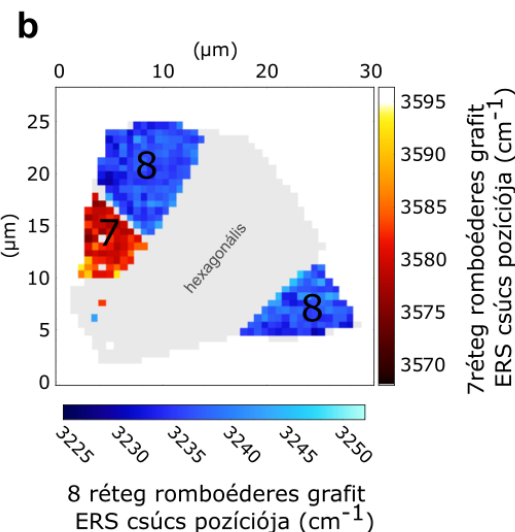 b
(μm)
0 10 20 30
(μm)
25
20
15
10
5
0
8
7
8
hexagonális
3595
3590
3585
3580
3575
3570
7réteg romboéderes grafit
ERS csúcs pozíciója (cm-1)
3225 3230 3235 3240 3245 3250
8 réteg romboéderes grafit
ERS csúcs pozíciója (cm-1)